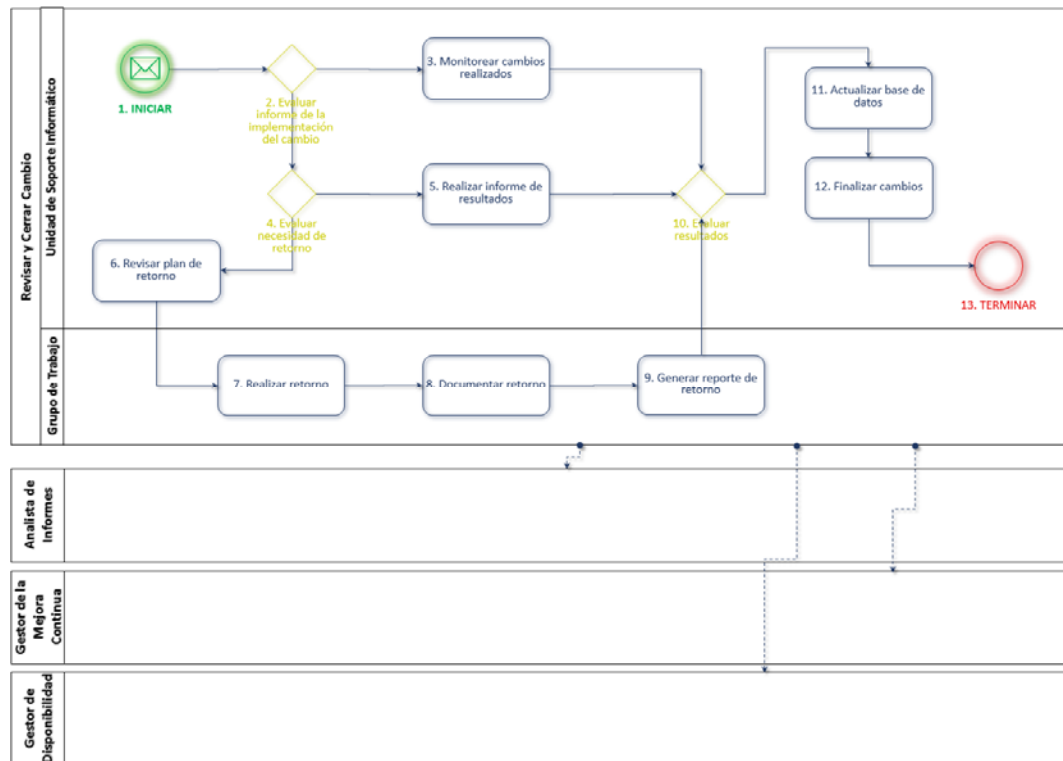 Revisar y Cerrar Cambio
Unidad de Soporte Informático
1. INICIAR
2. Evaluar
informe de la
implementación
del cambio
3. Monitorear cambios
realizados
4. Evaluar
necesidad de
retorno
5. Realizar informe de
resultados
6. Revisar plan de
retorno
10. Evaluar
resultados
11. Actualizar base de
datos
12. Finalizar cambios
13. TERMINAR
Grupo de Trabajo
7. Realizar retorno
8. Documentar retorno
9. Generar reporte de
retorno
Analista de
Informes
Gestor de la
Mejora
Continua
Gestor de
Disponibilidad